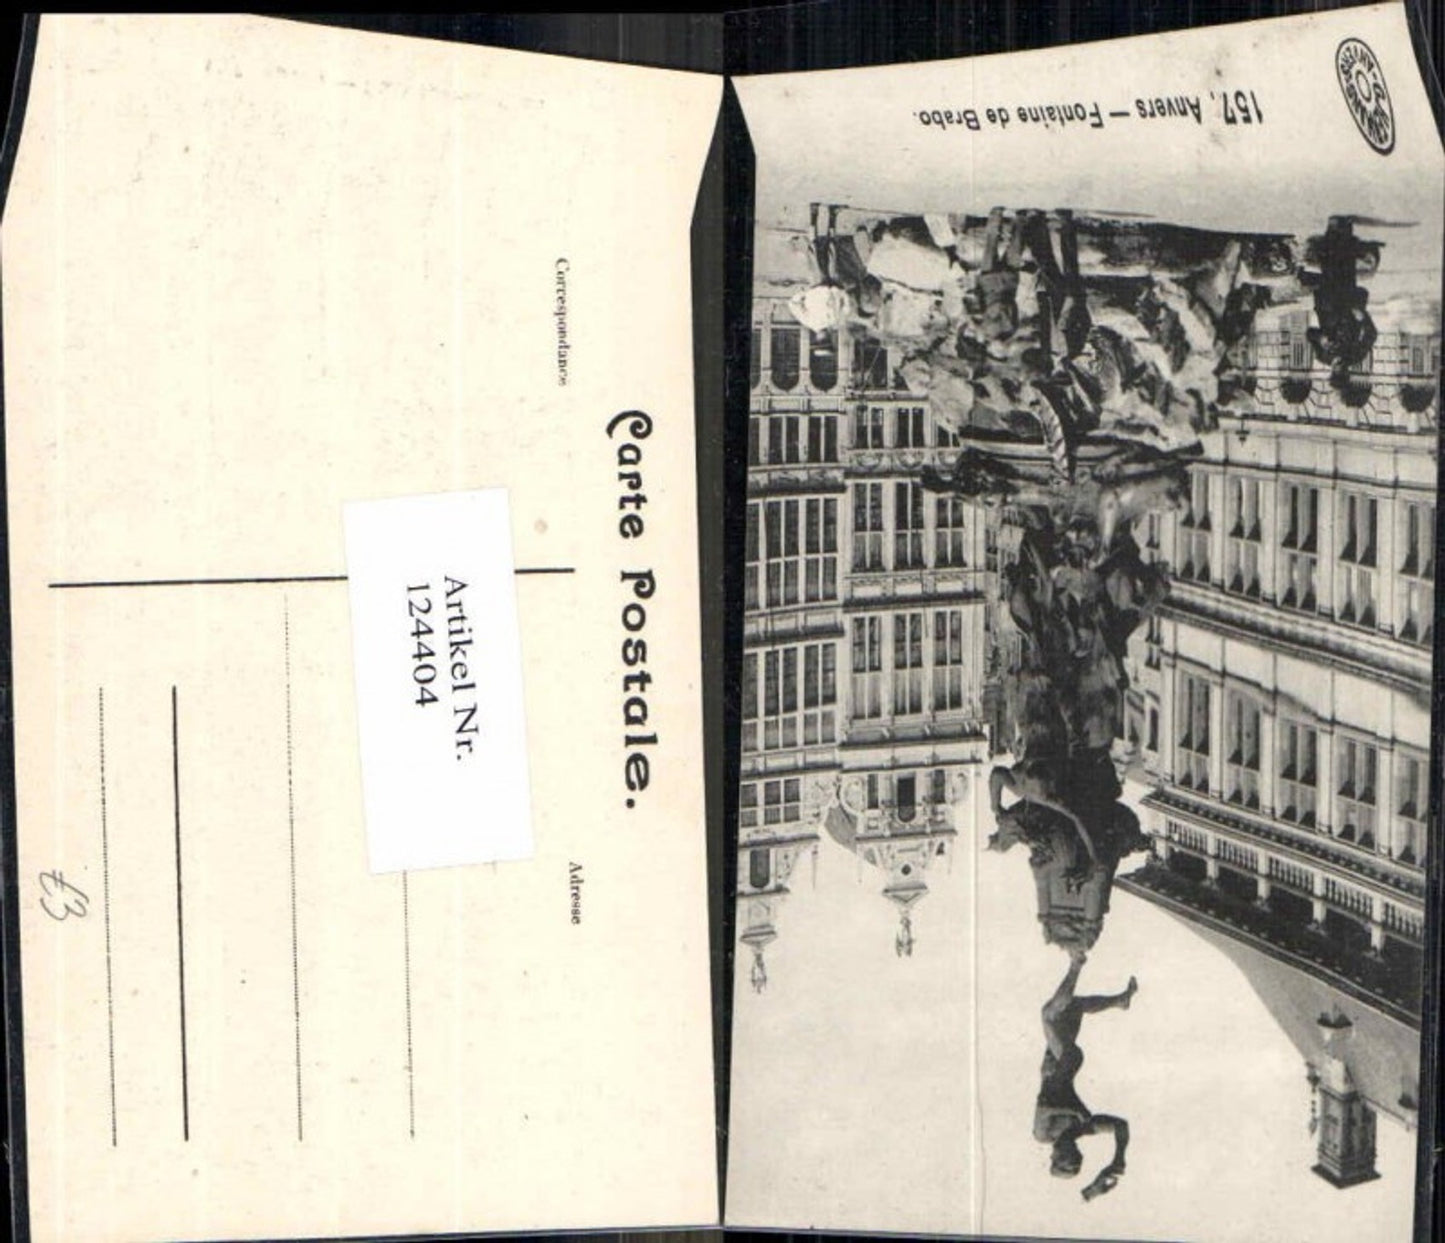 Carte Postale.
Correspondance
Adresse
Artikel Nr.
124404
£3
157. Anvers — Fontaine de Brabo.